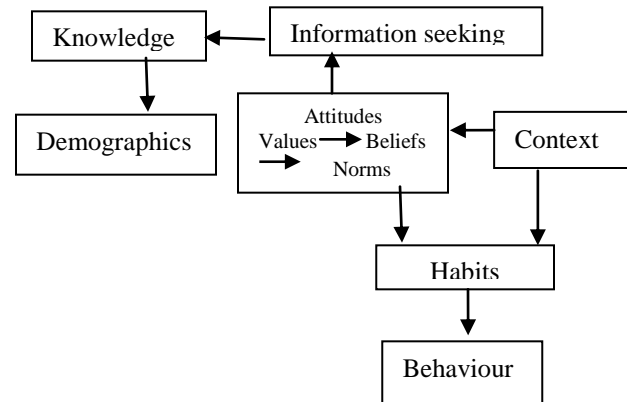 Knowledge
Information seeking
Demographics
Attitudes
Values Beliefs
Norms
Context
Habits
Behaviour